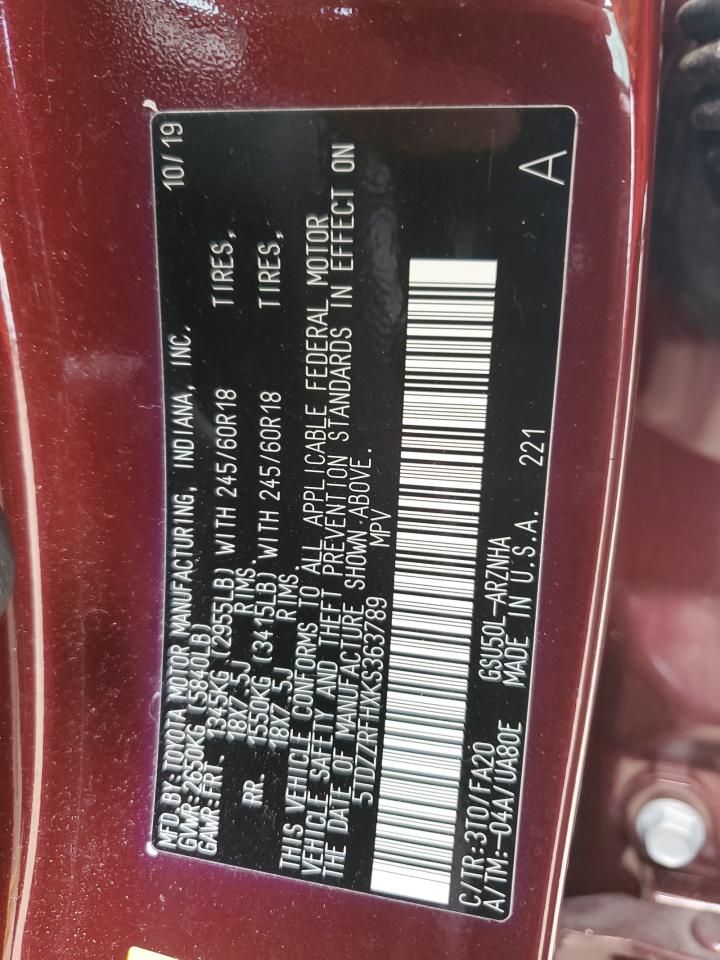 MFD. BY: TOYOTA MOTOR MANUFACTURING, INDIANA, INC. 10/19
GVWR: 2650KG (5840LB)
GAWR: FRT. 1345KG (2955LB) WITH 245/60R18 TIRES,
18X7.5J RIMS.
RR. 1550KG (3415LB) WITH 245/60R18 TIRES,
18X7.5J RIMS
THIS VEHICLE CONFORMS TO ALL APPLICABLE FEDERAL MOTOR
VEHICLE SAFETY AND THEFT PREVENTION STANDARDS IN EFFECT ON
THE DATE OF MANUFACTURE SHOWN ABOVE.
5TDZZRFHXKS363789 MPV
C/TR:3T0/FA20 GSU50L-ARZNHA
A/TM:-04A/UA80E MADE IN U.S.A. 221
A